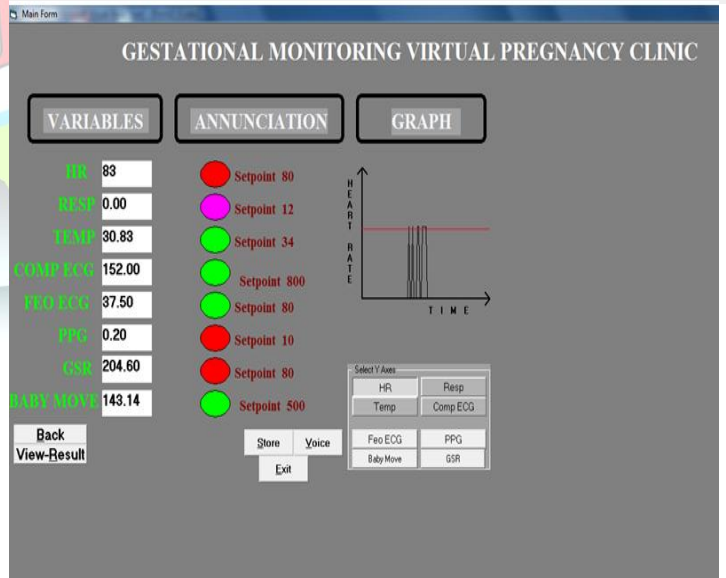 Main Form
GESTATIONAL MONITORING VIRTUAL PREGNANCY CLINIC
VARIABLES ANNUNCIATION GRAPH
HR 83 Setpoint 80
RESP 0.00 Setpoint 12
TEMP 30.83 Setpoint 34
COMP ECG 152.00 Setpoint 800
FEO ECG 37.50 Setpoint 80
PPG 0.20 Setpoint 10
GSR 204.60 Setpoint 80
BABY MOVE 143.14 Setpoint 500
HEART RATE
TIME
Select Y Axes
HR Resp
Temp Comp ECG
Feo ECG PPG
Baby Move GSR
Back
View-Result
Store Voice
Exit